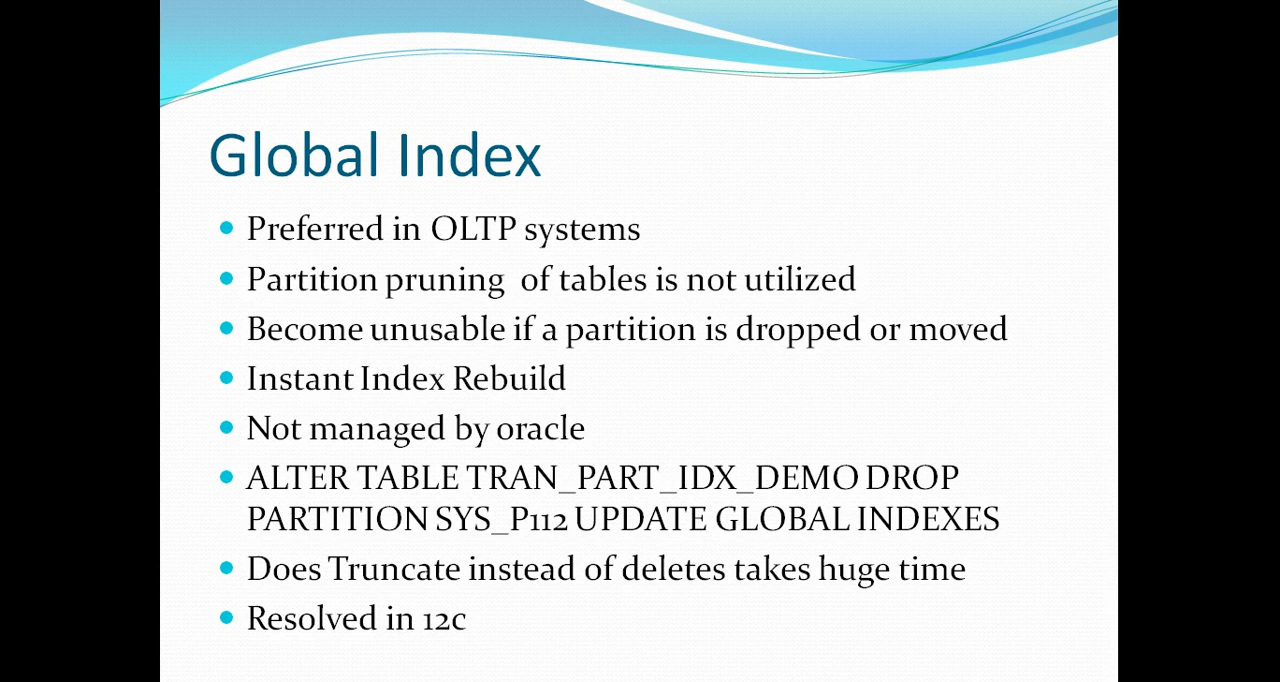 Global Index
Preferred in OLTP systems
Partition pruning of tables is not utilized
Become unusable if a partition is dropped or moved
Instant Index Rebuild
Not managed by oracle
ALTER TABLE TRAN_PART_IDX_DEMO DROP
PARTITION SYS_P112 UPDATE GLOBAL INDEXES
Does Truncate instead of deletes takes huge time
Resolved in 12c